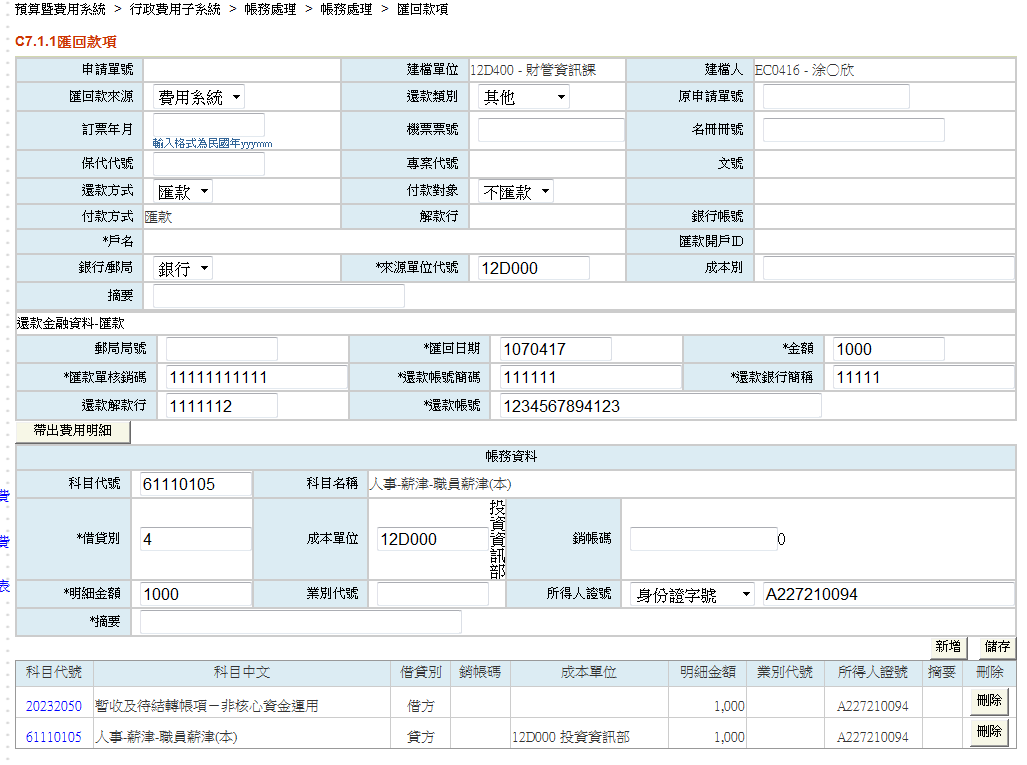 預算暨費用系統 > 行政費用子系統 > 帳務處理 > 帳務處理 > 匯回款項
C7.1.1匯回款項
申請單號 建檔單位 12D400 - 財管資訊課 建檔人 EC0416 - 涂〇欣
匯回款來源 費用系統 還款類別 其他 原申請單號
訂票年月 輸入格式為民國年yyymm 機票票號 名冊冊號
保代代號 專案代號 文號
還款方式 匯款 付款對象 不匯款
付款方式 匯款 解款行 銀行帳號
*戶名 匯款開戶ID
銀行/郵局 銀行 *來源單位代號 12D000 成本別
摘要
還款金融資料-匯款
郵局局號 *匯回日期 1070417 *金額 1000
*匯款單核銷碼 11111111111 *還款帳號簡碼 111111 *還款銀行簡稱 11111
還款解款行 1111112 *還款帳號 1234567894123
帶出費用明細
帳務資料
科目代號 61110105 科目名稱 人事-薪津-職員薪津(本)
費
*借貸別 4 成本單位 12D000 投資資訊部 銷帳碼 0
費
*明細金額 1000 業別代號 所得人證號 身份證字號 A227210094
表
*摘要
新增 儲存
科目代號 科目中文 借貸別 銷帳碼 成本單位 明細金額 業別代號 所得人證號 摘要 刪除
20232050 暫收及待結轉帳項－非核心資金運用 借方 1,000 A227210094 刪除
61110105 人事-薪津-職員薪津(本) 貸方 12D000 投資資訊部 1,000 A227210094 刪除